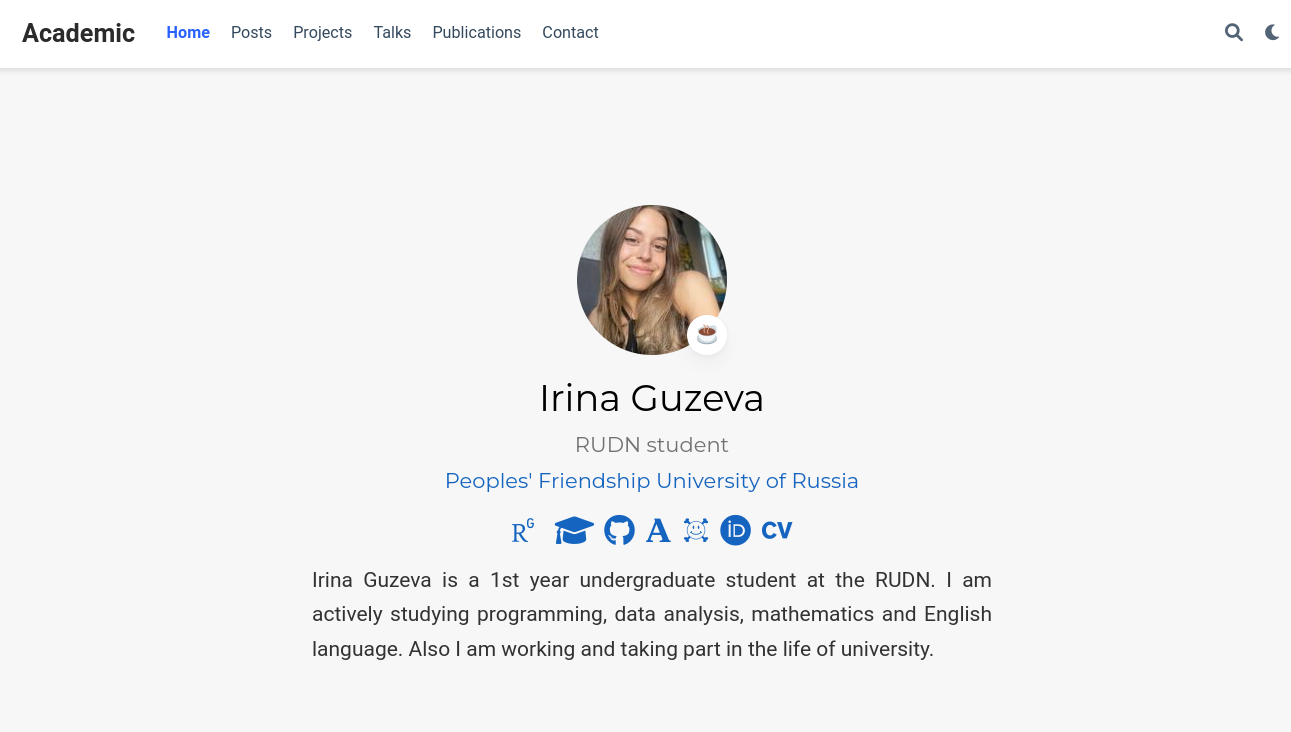 Academic Home Posts Projects Talks Publications Contact
Irina Guzeva
RUDN student
Peoples' Friendship University of Russia
R G A iD CV
Irina Guzeva is a 1st year undergraduate student at the RUDN. I am
actively studying programming, data analysis, mathematics and English
language. Also I am working and taking part in the life of university.